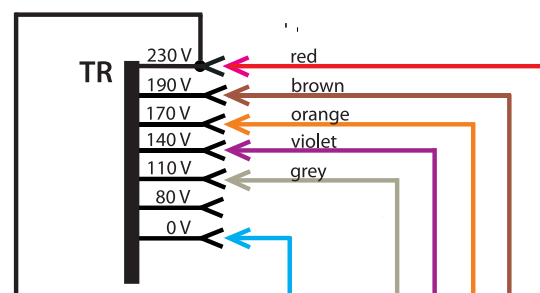 230 V red
TR
190 V brown
170 V orange
140 V violet
110 V grey
80 V
0 V